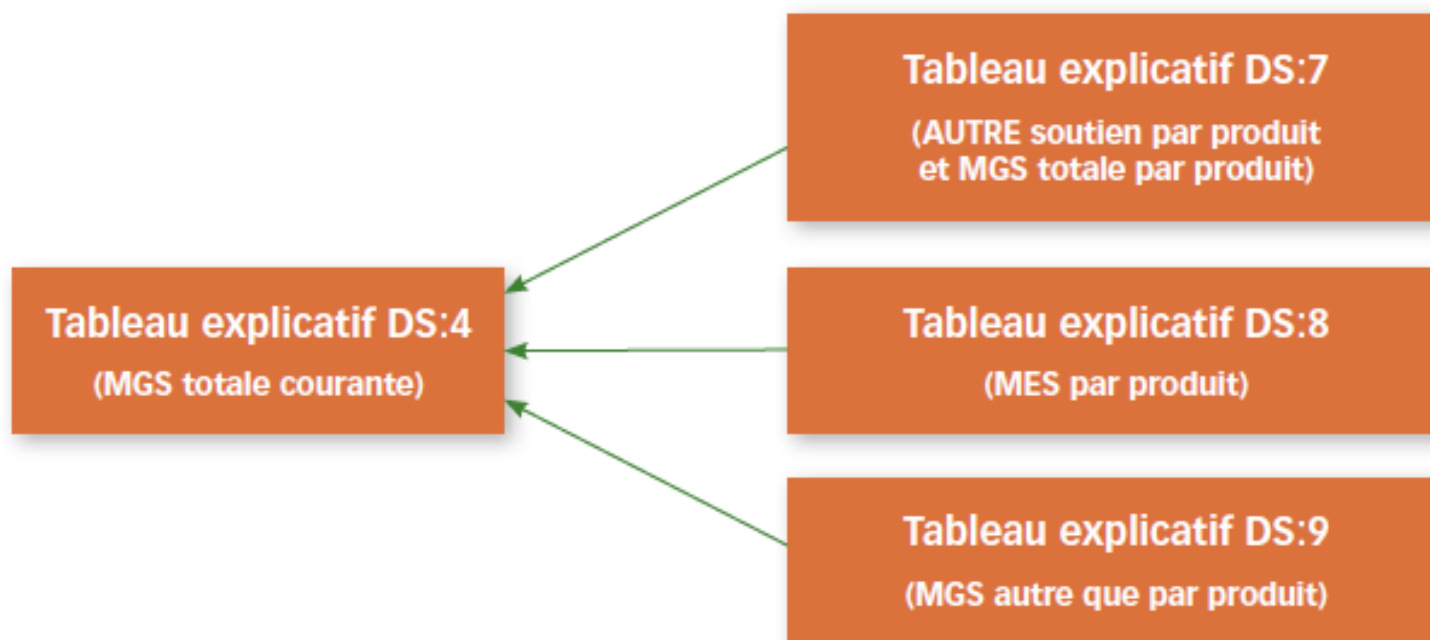 Tableau explicatif DS:7
(AUTRE soutien par produit
et MGS totale par produit)
Tableau explicatif DS:4
(MGS totale courante)
Tableau explicatif DS:8
(MES par produit)
Tableau explicatif DS:9
(MGS autre que par produit)